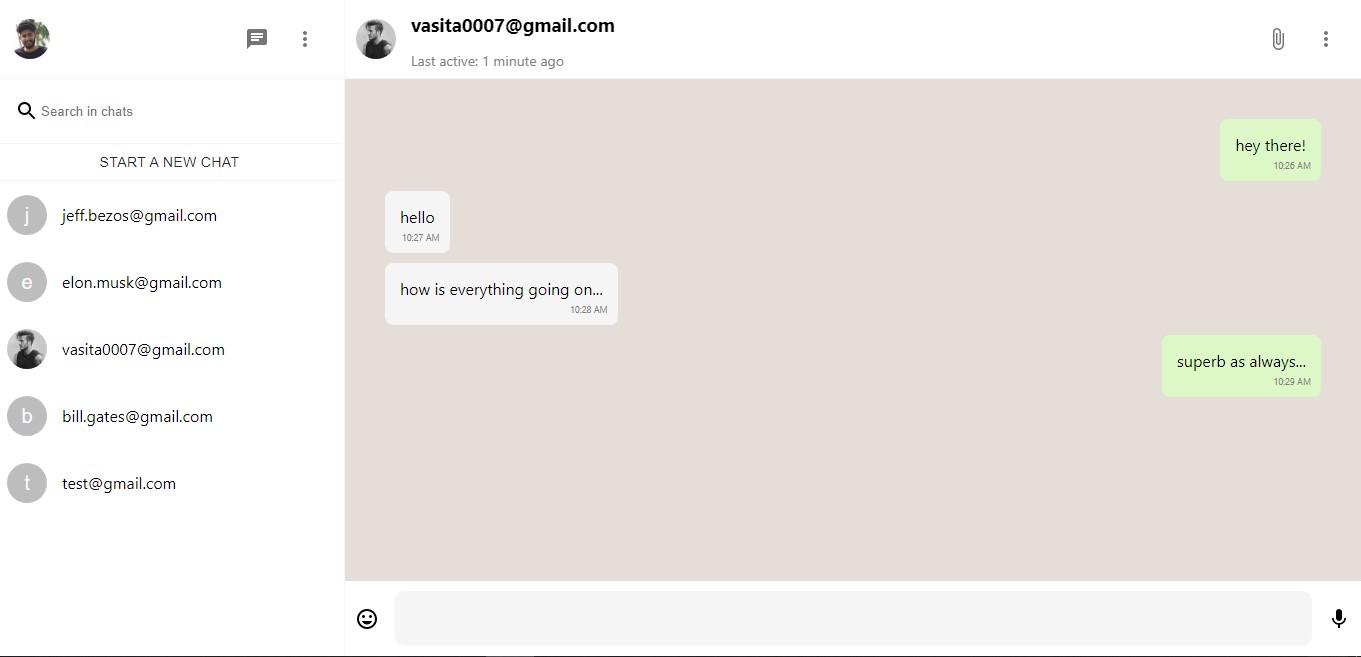 Search in chats
START A NEW CHAT
j
jeff.bezos@gmail.com
e
elon.musk@gmail.com
vasita0007@gmail.com
b
bill.gates@gmail.com
t
test@gmail.com
vasita0007@gmail.com
Last active: 1 minute ago
hey there!
10:26 AM
hello
10:27 AM
how is everything going on...
10:28 AM
superb as always...
10:29 AM